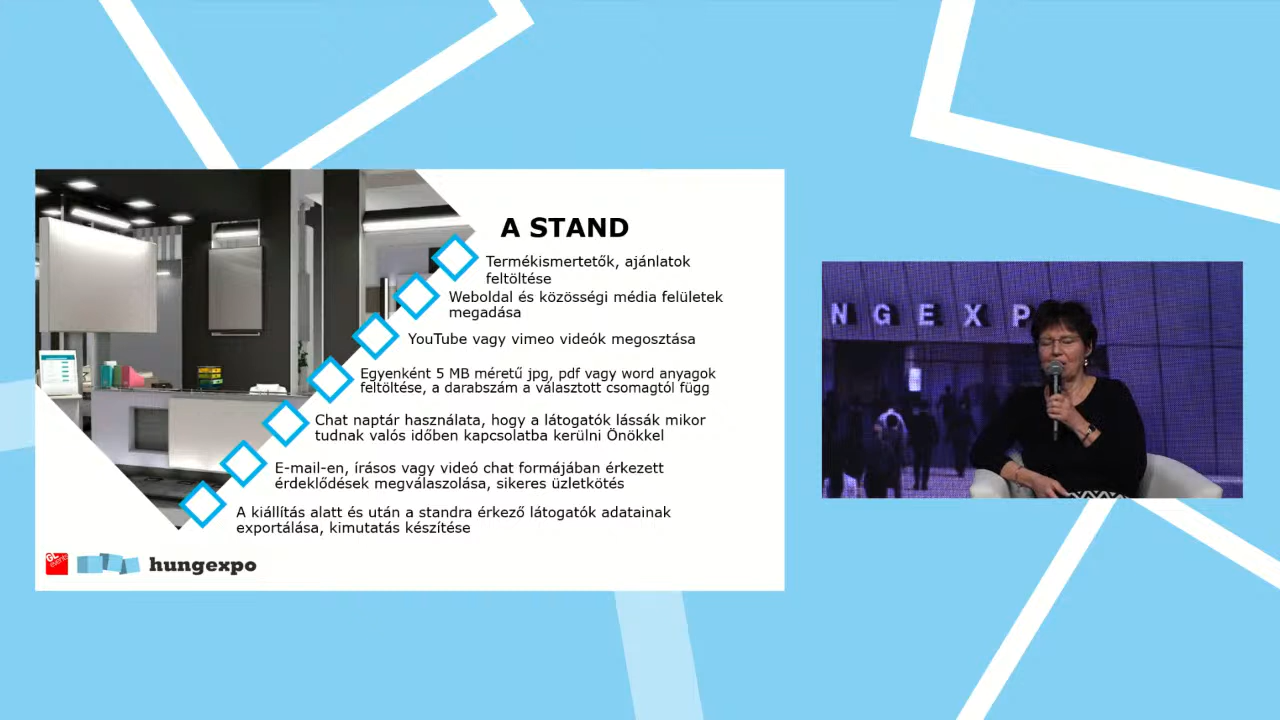 A STAND
Termékismertetők, ajánlatok
feltöltése
Weboldal és közösségi média felületek
megadása
YouTube vagy vimeo videók megosztása
Egyenként 5 MB méretű jpg, pdf vagy word anyagok
feltöltése, a darabszám a választott csomagtól függ
Chat naptár használata, hogy a látogatók lássák mikor
tudnak valós időben kapcsolatba kerülni Önökkel
E-mail-en, írásos vagy videó chat formájában érkezett
érdeklődések megválaszolása, sikeres üzletkötés
A kiállítás alatt és után a standra érkező látogatók adatainak
exportálása, kimutatás készítése
GL
events
hungexpo
NGEXP